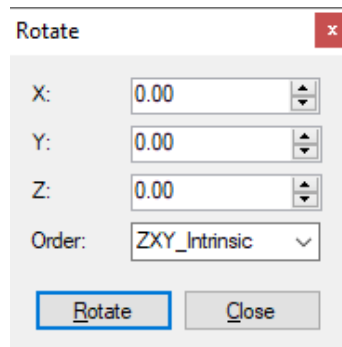 Rotate x
X: 0.00
Y: 0.00
Z: 0.00
Order: ZXY_Intrinsic
Rotate Close